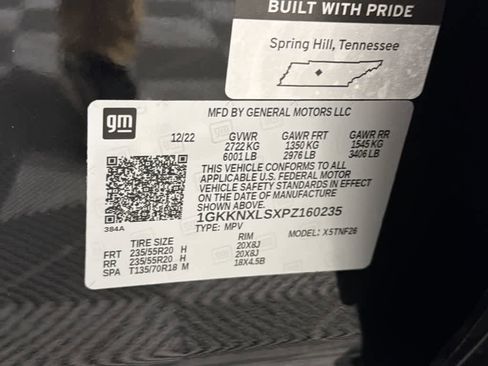 BUILT WITH PRIDE
Spring Hill, Tennessee
gm
MFD BY GENERAL MOTORS LLC
12/22 GVWR GAWR FRT GAWR RR
2722 KG 1350 KG 1545 KG
6001 LB 2976 LB 3406 LB
THIS VEHICLE CONFORMS TO ALL
APPLICABLE U.S. FEDERAL MOTOR
VEHICLE SAFETY STANDARDS IN EFFECT
ON THE DATE OF MANUFACTURE
SHOWN ABOVE.
1GKKNXLSXPZ160235
384A
TYPE: MPV MODEL: X5TNF26
TIRE SIZE RIM
FRT 235/55R20 H 20X8J
RR 235/55R20 H 20X8J
SPA T135/70R18 M 18X4.5B